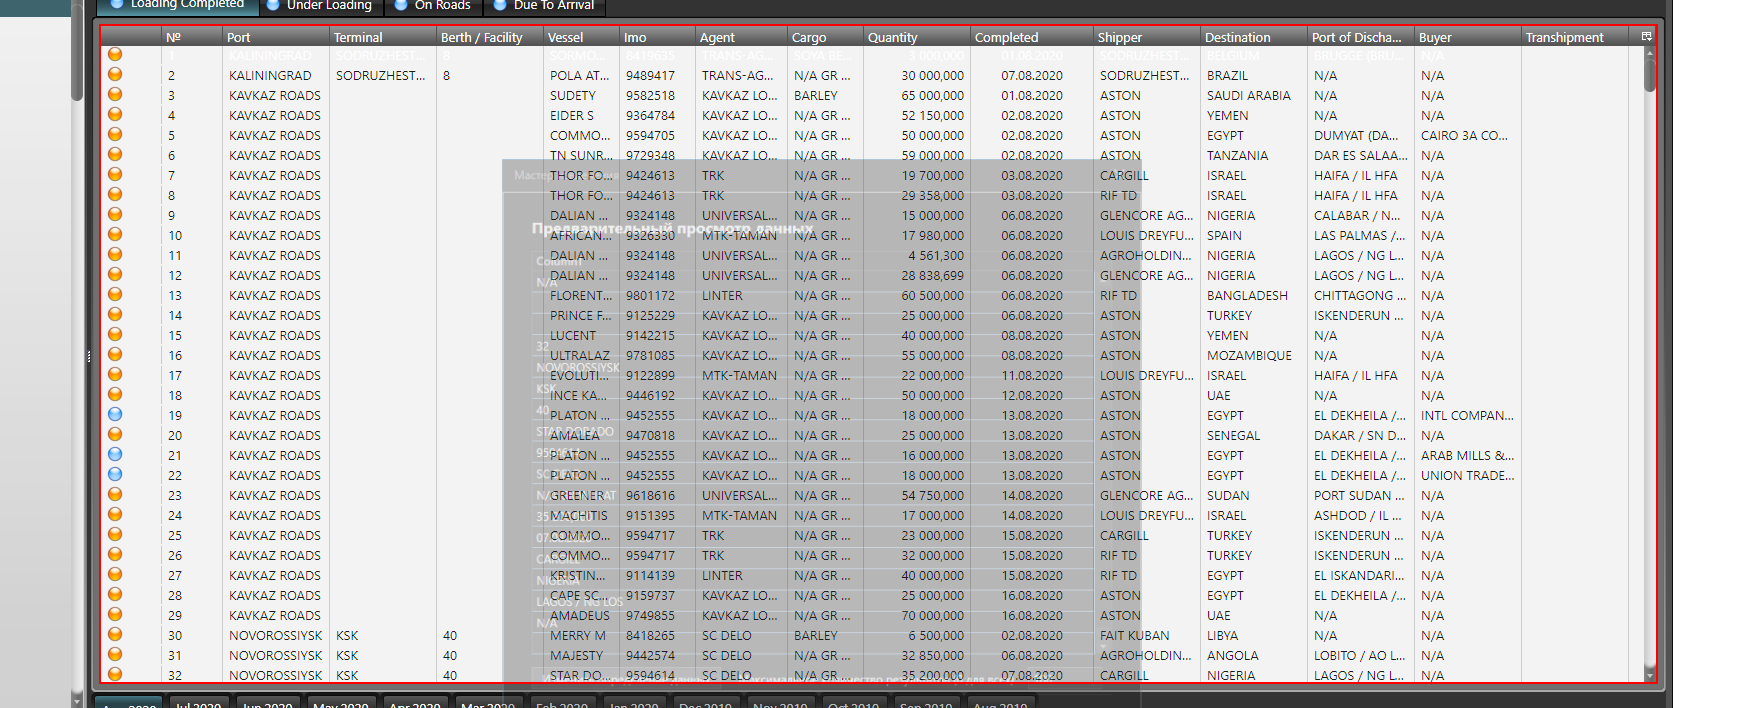 Loading Completed Under Loading On Roads Due To Arrival
№ Port Terminal Berth / Facility Vessel Imo Agent Cargo Quantity Completed Shipper Destination Port of Discha... Buyer Transhipment
1 KALININGRAD SODRUZHEST... 8 SORMO... 8419635 TRANS-AG... SOYA BE... 3 000,000 01.08.2020 SODRUZHEST... BELGIUM BRUGGE (BRU... N/A
2 KALININGRAD SODRUZHEST... 8 POLA AT... 9489417 TRANS-AG... N/A GR ... 30 000,000 07.08.2020 SODRUZHEST... BRAZIL N/A N/A
3 KAVKAZ ROADS SUDETY 9582518 KAVKAZ LO... BARLEY 65 000,000 01.08.2020 ASTON SAUDI ARABIA N/A N/A
4 KAVKAZ ROADS EIDER S 9364784 KAVKAZ LO... N/A GR ... 52 150,000 02.08.2020 ASTON YEMEN N/A N/A
5 KAVKAZ ROADS COMMO... 9594705 KAVKAZ LO... N/A GR ... 50 000,000 02.08.2020 ASTON EGYPT DUMYAT (DA... CAIRO 3A CO...
6 KAVKAZ ROADS TN SUNR... 9729348 KAVKAZ LO... N/A GR ... 59 000,000 02.08.2020 ASTON TANZANIA DAR ES SALAA... N/A
7 KAVKAZ ROADS THOR FO... 9424613 TRK N/A GR ... 19 700,000 03.08.2020 CARGILL ISRAEL HAIFA / IL HFA N/A
8 KAVKAZ ROADS THOR FO... 9424613 TRK N/A GR ... 29 358,000 03.08.2020 RIF TD ISRAEL HAIFA / IL HFA N/A
9 KAVKAZ ROADS DALIAN ... 9324148 UNIVERSAL... N/A GR ... 15 000,000 06.08.2020 GLENCORE AG... NIGERIA CALABAR / N... N/A
Предварительный просмотр данных
10 KAVKAZ ROADS AFRICAN... 9326330 MTK-TAMAN N/A GR ... 17 980,000 06.08.2020 LOUIS DREYFU... SPAIN LAS PALMAS /... N/A
11 KAVKAZ ROADS DALIAN ... 9324148 UNIVERSAL... N/A GR ... 4 561,300 06.08.2020 AGROHOLDIN... NIGERIA LAGOS / NG L... N/A
Column1
12 KAVKAZ ROADS DALIAN ... 9324148 UNIVERSAL... N/A GR ... 28 838,699 06.08.2020 GLENCORE AG... NIGERIA LAGOS / NG L... N/A
N/A
13 KAVKAZ ROADS FLORENT... 9801172 LINTER N/A GR ... 60 500,000 06.08.2020 RIF TD BANGLADESH CHITTAGONG ... N/A
14 KAVKAZ ROADS PRINCE F... 9125229 KAVKAZ LO... N/A GR ... 25 000,000 06.08.2020 ASTON TURKEY ISKENDERUN ... N/A
15 KAVKAZ ROADS LUCENT 9142215 KAVKAZ LO... N/A GR ... 40 000,000 08.08.2020 ASTON YEMEN N/A N/A
32
16 KAVKAZ ROADS ULTRALAZ 9781085 KAVKAZ LO... N/A GR ... 55 000,000 08.08.2020 ASTON MOZAMBIQUE N/A N/A
NOVOROSSIYSK
17 KAVKAZ ROADS EVOLUTI... 9122899 MTK-TAMAN N/A GR ... 22 000,000 11.08.2020 LOUIS DREYFU... ISRAEL HAIFA / IL HFA N/A
KSK
18 KAVKAZ ROADS INCE KA... 9446192 KAVKAZ LO... N/A GR ... 50 000,000 12.08.2020 ASTON UAE N/A N/A
40
19 KAVKAZ ROADS PLATON ... 9452555 KAVKAZ LO... N/A GR ... 18 000,000 13.08.2020 ASTON EGYPT EL DEKHEILA /... INTL COMPAN...
STAR DORADO
20 KAVKAZ ROADS AMALEA 9470818 KAVKAZ LO... N/A GR ... 25 000,000 13.08.2020 ASTON SENEGAL DAKAR / SN D... N/A
21 KAVKAZ ROADS PLATON ... 9452555 KAVKAZ LO... N/A GR ... 16 000,000 13.08.2020 ASTON EGYPT EL DEKHEILA /... ARAB MILLS &...
22 KAVKAZ ROADS PLATON ... 9452555 KAVKAZ LO... N/A GR ... 18 000,000 13.08.2020 ASTON EGYPT EL DEKHEILA /... UNION TRADE...
23 KAVKAZ ROADS GREENER 9618616 UNIVERSAL... N/A GR ... 54 750,000 14.08.2020 GLENCORE AG... SUDAN PORT SUDAN ... N/A
24 KAVKAZ ROADS MACHITIS 9151395 MTK-TAMAN N/A GR ... 17 000,000 14.08.2020 LOUIS DREYFU... ISRAEL ASHDOD / IL ... N/A
25 KAVKAZ ROADS COMMO... 9594717 TRK N/A GR ... 23 000,000 15.08.2020 CARGILL TURKEY ISKENDERUN ... N/A
26 KAVKAZ ROADS COMMO... 9594717 TRK N/A GR ... 32 000,000 15.08.2020 RIF TD TURKEY ISKENDERUN ... N/A
CARGILL
27 KAVKAZ ROADS KRISTIN... 9114139 LINTER N/A GR ... 40 000,000 15.08.2020 RIF TD EGYPT EL ISKANDARI... N/A
NIGERIA
28 KAVKAZ ROADS CAPE SC... 9159737 KAVKAZ LO... N/A GR ... 25 000,000 16.08.2020 ASTON EGYPT EL DEKHEILA /... N/A
LAGOS / NG LOS
29 KAVKAZ ROADS AMADEUS 9749855 KAVKAZ LO... N/A GR ... 70 000,000 16.08.2020 ASTON UAE N/A N/A
N/A
30 NOVOROSSIYSK KSK 40 MERRY M 8418265 SC DELO BARLEY 6 500,000 02.08.2020 FAIT KUBAN LIBYA N/A N/A
31 NOVOROSSIYSK KSK 40 MAJESTY 9442574 SC DELO N/A GR ... 32 850,000 06.08.2020 AGROHOLDIN... ANGOLA LOBITO / AO L... N/A
32 NOVOROSSIYSK KSK 40 STAR DO... 9594614 SC DELO N/A GR ... 35 200,000 07.08.2020 CARGILL NIGERIA LAGOS / NG L... N/A
Aug 2020 Jul 2020 Jun 2020 May 2020 Apr 2020 Mar 2020 Feb 2020 Jan 2020 Dec 2019 Nov 2019 Oct 2019 Sep 2019 Aug 2019